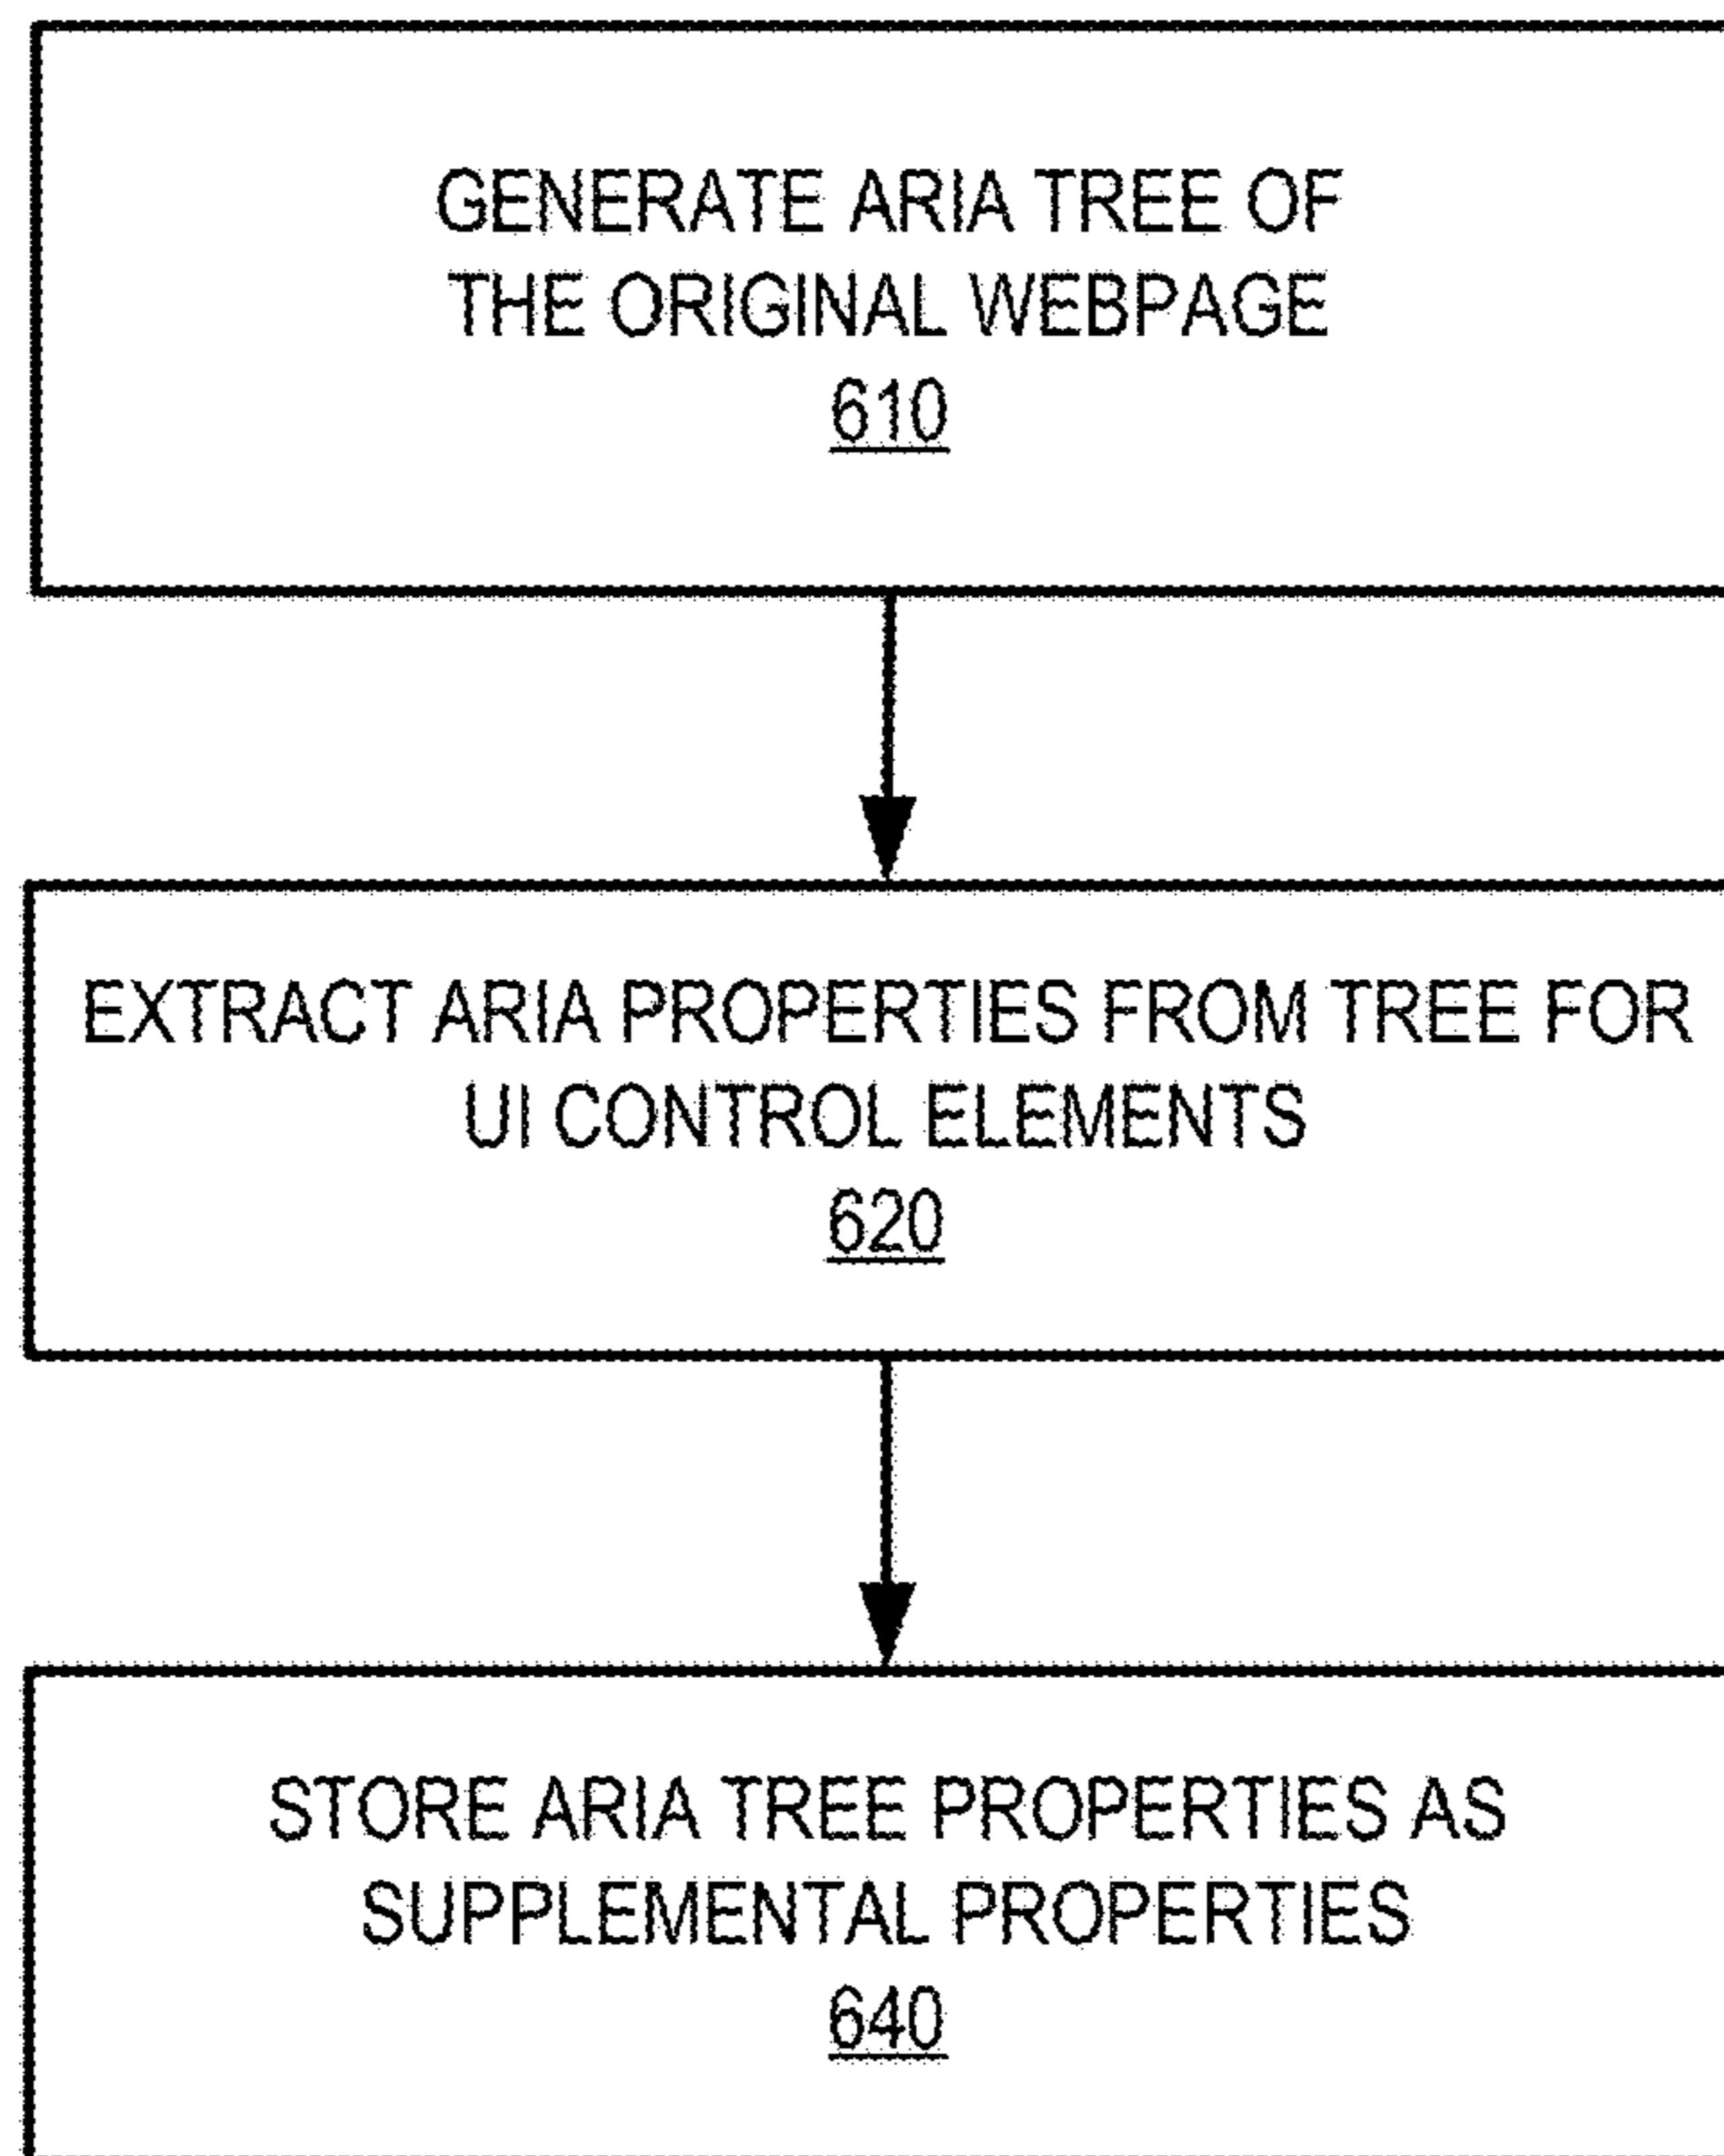 GENERATE ARIA TREE OF
THE ORIGINAL WEBPAGE
610
EXTRACT ARIA PROPERTIES FROM TREE FOR
UI CONTROL ELEMENTS
620
STORE ARIA TREE PROPERTIES AS
SUPPLEMENTAL PROPERTIES
640